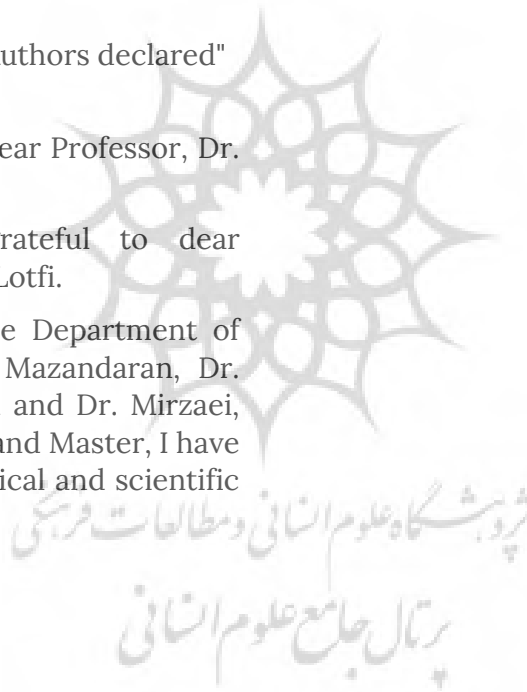 uthors declared"
ear Professor, Dr.
rateful to dear
Lotfi.
e Department of
Mazandaran, Dr.
and Dr. Mirzaei,
and Master, I have
ical and scientific
پژوهشگاه علوم انسانی و مطالعات فرهنگی
پرتال جامع علوم انسانی